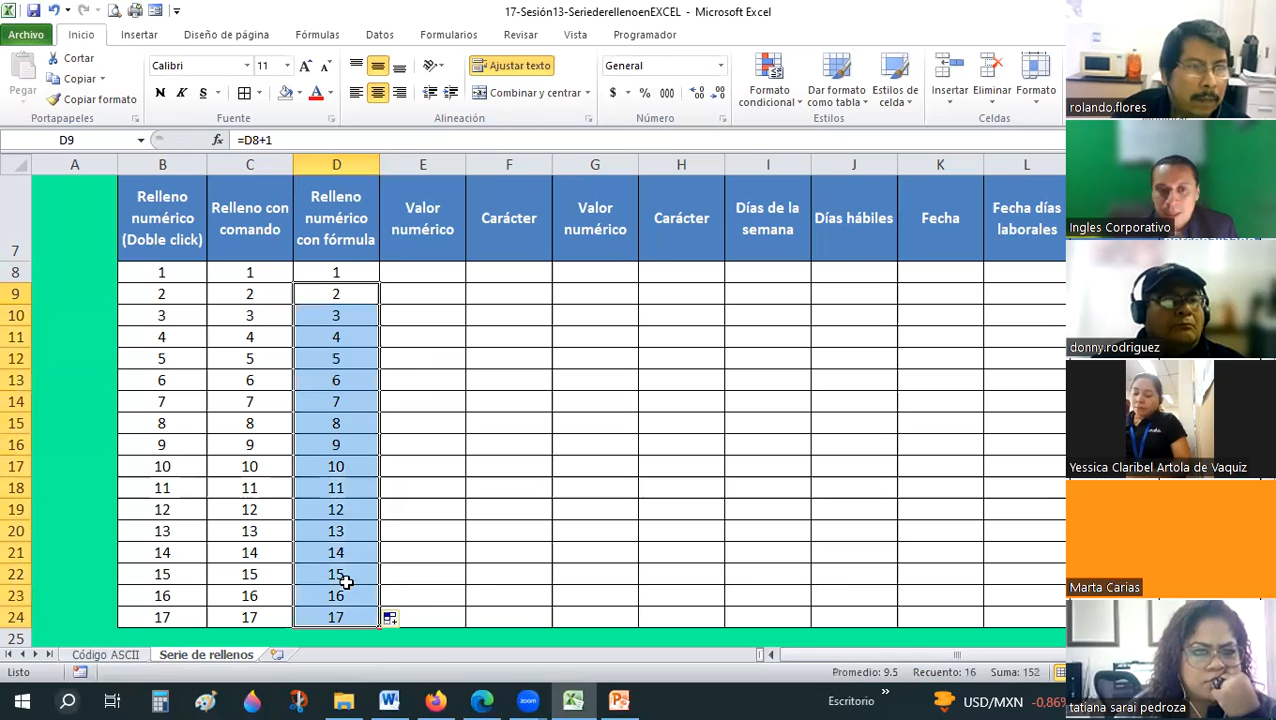 17-Sesión13-SeriederellenoenEXCEL - Microsoft Excel
Archivo Inicio Insertar Diseño de página Fórmulas Datos Formularios Revisar Vista Programador
Pegar
Cortar
Copiar
Copiar formato
Portapapeles
Calibri 11
N K S
Fuente
Ajustar texto
Combinar y centrar
Alineación
General
$ % 000
Número
Formato condicional
Dar formato como tabla
Estilos de celda
Estilos
Insertar Eliminar Formato
Celdas
D9 fx =D8+1
A B C D E F G H I J K L
7 Relleno numérico (Doble click) Relleno con comando Relleno numérico con fórmula Valor numérico Carácter Valor numérico Carácter Días de la semana Días hábiles Fecha Fecha días laborales
8 1 1 1
9 2 2 2
10 3 3 3
11 4 4 4
12 5 5 5
13 6 6 6
14 7 7 7
15 8 8 8
16 9 9 9
17 10 10 10
18 11 11 11
19 12 12 12
20 13 13 13
21 14 14 14
22 15 15 15
23 16 16 16
24 17 17 17
25
Código ASCII Serie de rellenos
Listo Promedio: 9.5 Recuento: 16 Suma: 152
zoom Escritorio » USD/MXN -0.86%
rolando.flores
Ingles Corporativo
donny.rodriguez
Yessica Claribel Artola de Vaquiz
Marta Carias
tatiana sarai pedroza